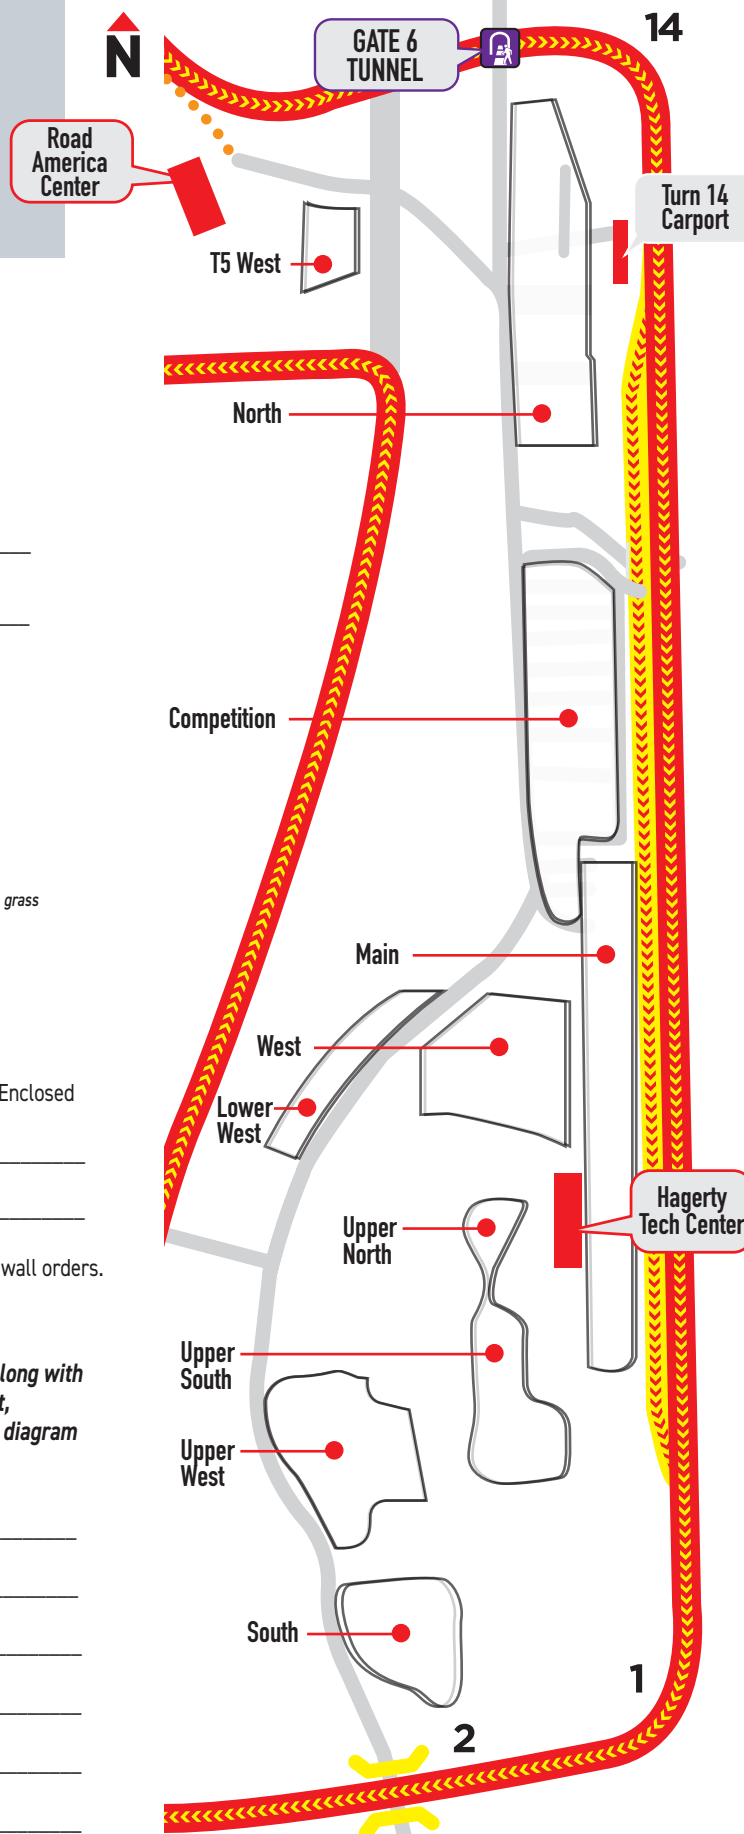 14
GATE 6
TUNNEL
N
Road
America
Center
Turn 14
Carport
T5 West
North
Competition
grass
Main
West
Enclosed
Lower
West
Hagerty
Tech Center
Upper
North
wall orders.
Upper
South
long with
t,
diagram
Upper
West
South
1
2